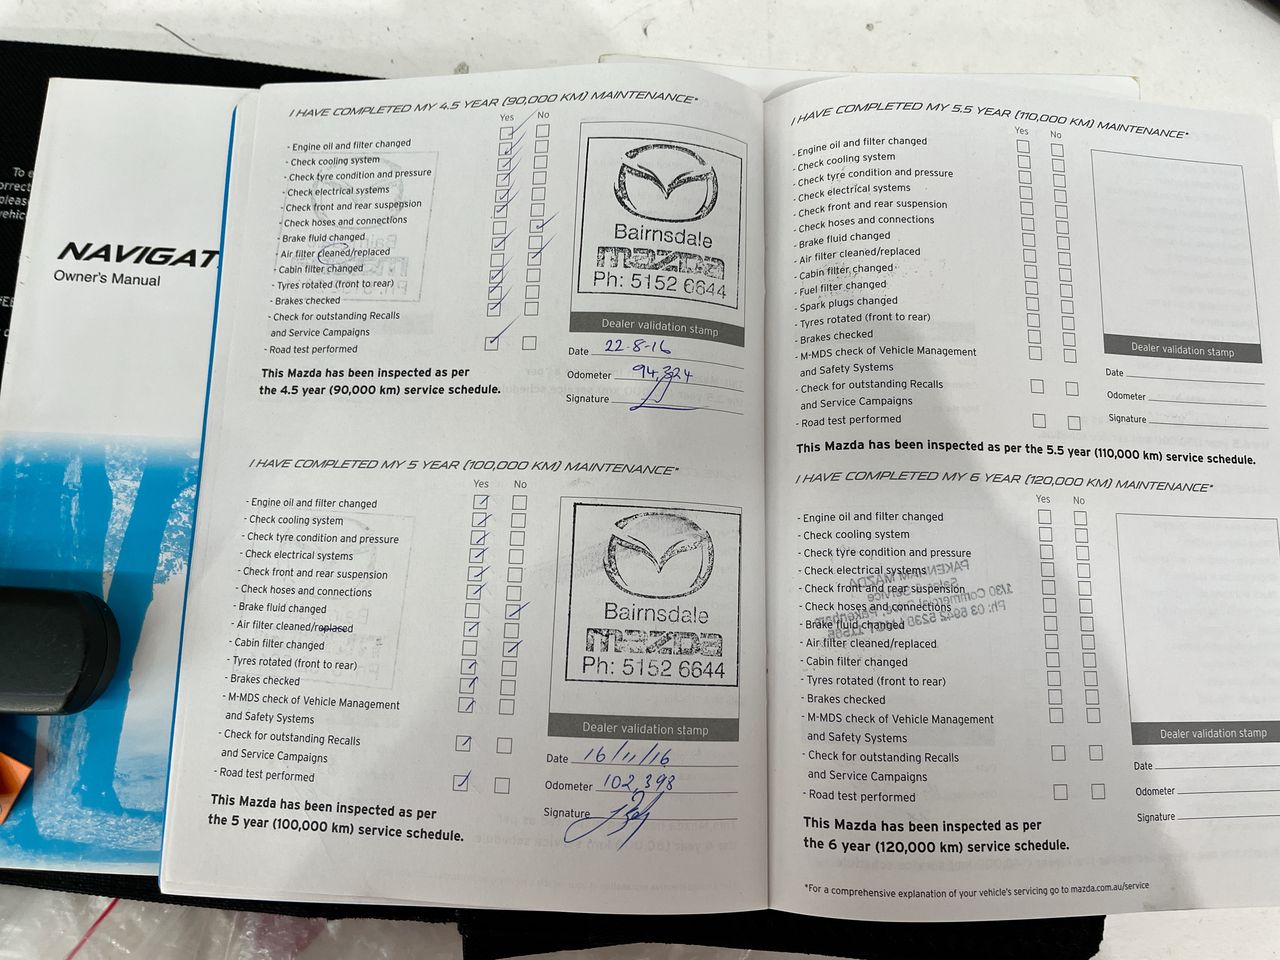 To e
orrect
please
vehic
NAVIGAT
Owner's Manual
I HAVE COMPLETED MY 4.5 YEAR (90,000 KM) MAINTENANCE*
Yes No
- Engine oil and filter changed
- Check cooling system
- Check tyre condition and pressure
- Check electrical systems
- Check front and rear suspension
- Check hoses and connections
- Brake fluid changed
- Air filter cleaned/replaced
- Cabin filter changed
- Tyres rotated (front to rear)
- Brakes checked
- Check for outstanding Recalls
and Service Campaigns
- Road test performed
This Mazda has been inspected as per
the 4.5 year (90,000 km) service schedule.
Bairnsdale
mazda
Ph: 5152 6644
Dealer validation stamp
Date 22-8-16
Odometer 94,324
Signature
I HAVE COMPLETED MY 5 YEAR (100,000 KM) MAINTENANCE*
Yes No
- Engine oil and filter changed
- Check cooling system
- Check tyre condition and pressure
- Check electrical systems
- Check front and rear suspension
- Check hoses and connections
- Brake fluid changed
- Air filter cleaned/replaced
- Cabin filter changed
- Tyres rotated (front to rear)
- Brakes checked
- M-MDS check of Vehicle Management
and Safety Systems
- Check for outstanding Recalls
and Service Campaigns
- Road test performed
This Mazda has been inspected as per
the 5 year (100,000 km) service schedule.
Bairnsdale
mazda
Ph: 5152 6644
Dealer validation stamp
Date 16/11/16
Odometer 102,398
Signature
I HAVE COMPLETED MY 5.5 YEAR (110,000 KM) MAINTENANCE*
Yes No
- Engine oil and filter changed
- Check cooling system
- Check tyre condition and pressure
- Check electrical systems
- Check front and rear suspension
- Check hoses and connections
- Brake fluid changed
- Air filter cleaned/replaced
- Cabin filter changed
- Fuel filter changed
- Spark plugs changed
- Tyres rotated (front to rear)
- Brakes checked
- M-MDS check of Vehicle Management
and Safety Systems
- Check for outstanding Recalls
and Service Campaigns
- Road test performed
This Mazda has been inspected as per the 5.5 year (110,000 km) service schedule.
Dealer validation stamp
Date
Odometer
Signature
I HAVE COMPLETED MY 6 YEAR (120,000 KM) MAINTENANCE*
Yes No
- Engine oil and filter changed
- Check cooling system
- Check tyre condition and pressure
- Check electrical systems
- Check front and rear suspension
- Check hoses and connections
- Brake fluid changed
- Air filter cleaned/replaced
- Cabin filter changed
- Tyres rotated (front to rear)
- Brakes checked
- M-MDS check of Vehicle Management
and Safety Systems
- Check for outstanding Recalls
and Service Campaigns
- Road test performed
This Mazda has been inspected as per
the 6 year (120,000 km) service schedule.
PAKENHAM MAZDA
Sales & Service
Dealer validation stamp
Date
Odometer
Signature
*For a comprehensive explanation of your vehicle's servicing go to mazda.com.au/service